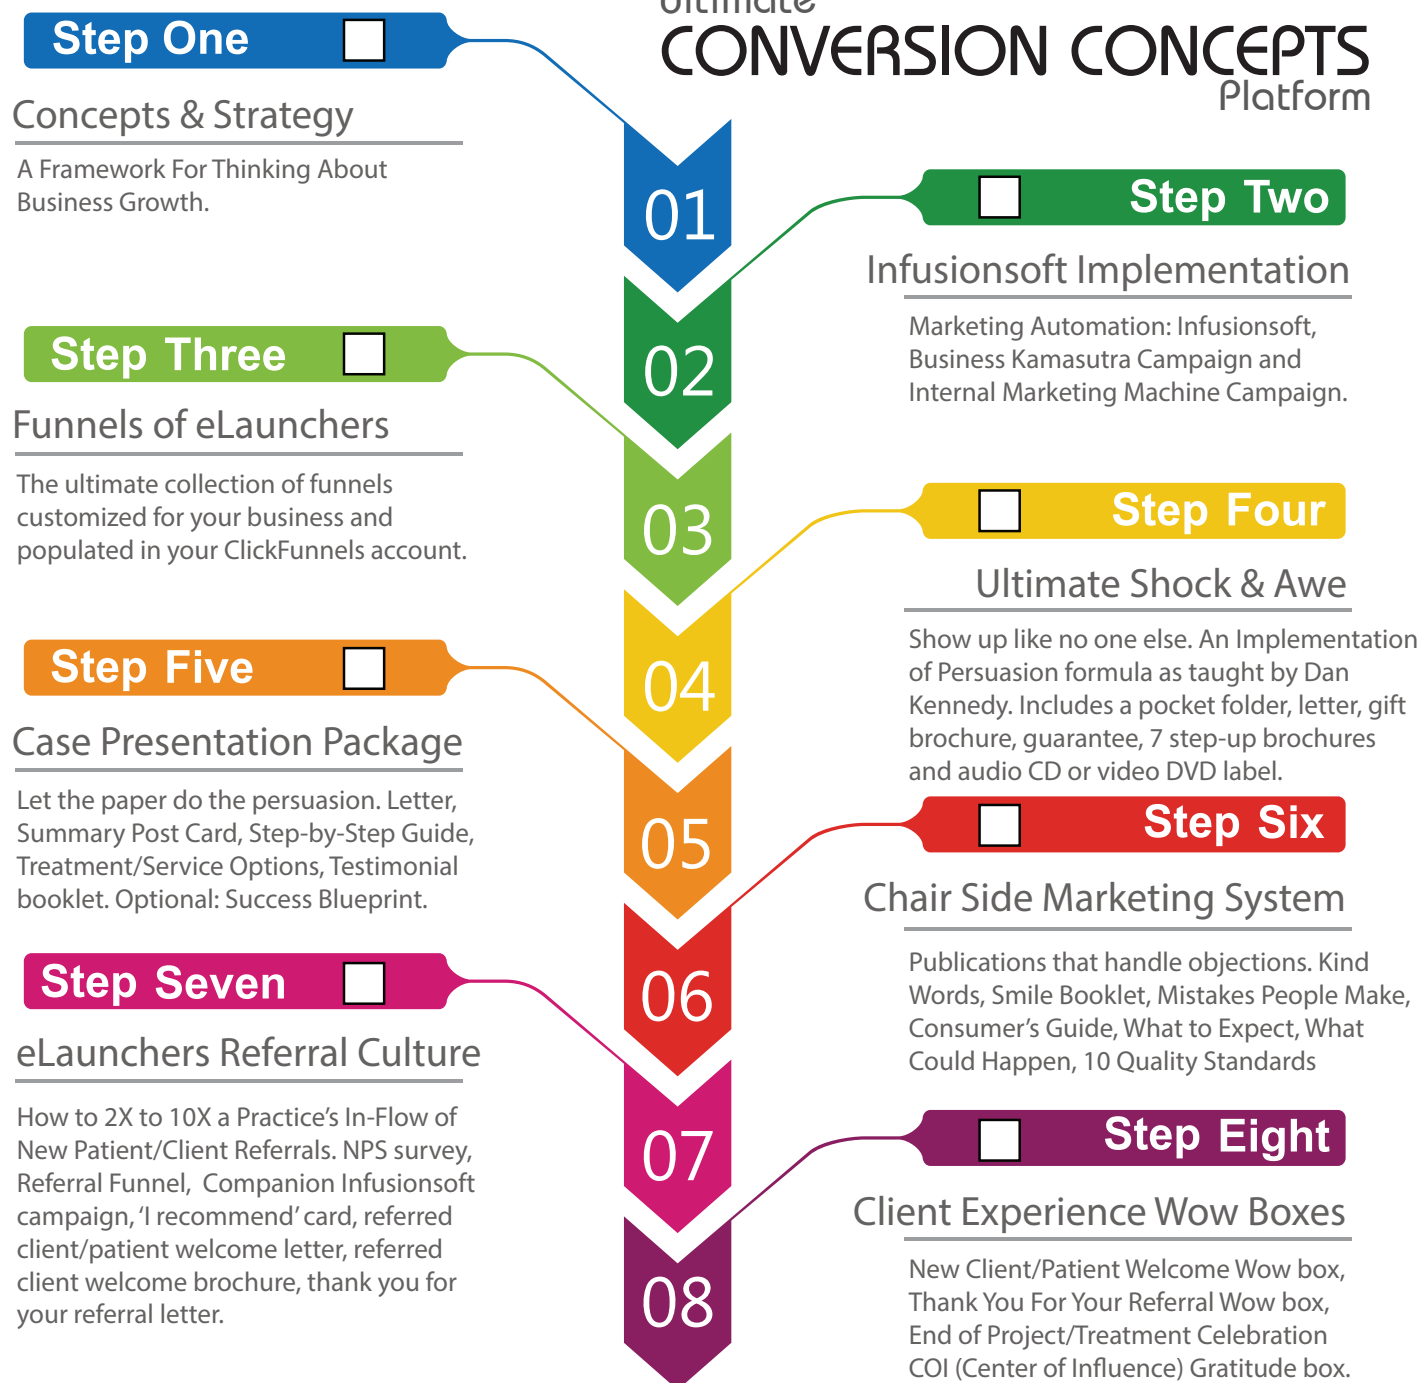 Ultimate
CONVERSION CONCEPTS
Platform
Step One
Concepts & Strategy
A Framework For Thinking About
Business Growth.
01
Step Two
Infusionsoft Implementation
Marketing Automation: Infusionsoft,
Business Kamasutra Campaign and
Internal Marketing Machine Campaign.
02
Step Three
Funnels of eLaunchers
The ultimate collection of funnels
customized for your business and
populated in your ClickFunnels account.
03
Step Four
Ultimate Shock & Awe
Show up like no one else. An Implementation
of Persuasion formula as taught by Dan
Kennedy. Includes a pocket folder, letter, gift
brochure, guarantee, 7 step-up brochures
and audio CD or video DVD label.
04
Step Five
Case Presentation Package
Let the paper do the persuasion. Letter,
Summary Post Card, Step-by-Step Guide,
Treatment/Service Options, Testimonial
booklet. Optional: Success Blueprint.
05
Step Six
Chair Side Marketing System
Publications that handle objections. Kind
Words, Smile Booklet, Mistakes People Make,
Consumer’s Guide, What to Expect, What
Could Happen, 10 Quality Standards
06
Step Seven
eLaunchers Referral Culture
How to 2X to 10X a Practice’s In-Flow of
New Patient/Client Referrals. NPS survey,
Referral Funnel,  Companion Infusionsoft
campaign, ‘I recommend’ card, referred
client/patient welcome letter, referred
client welcome brochure, thank you for
your referral letter.
07
Step Eight
Client Experience Wow Boxes
New Client/Patient Welcome Wow box,
Thank You For Your Referral Wow box,
End of Project/Treatment Celebration
COI (Center of Influence) Gratitude box.
08